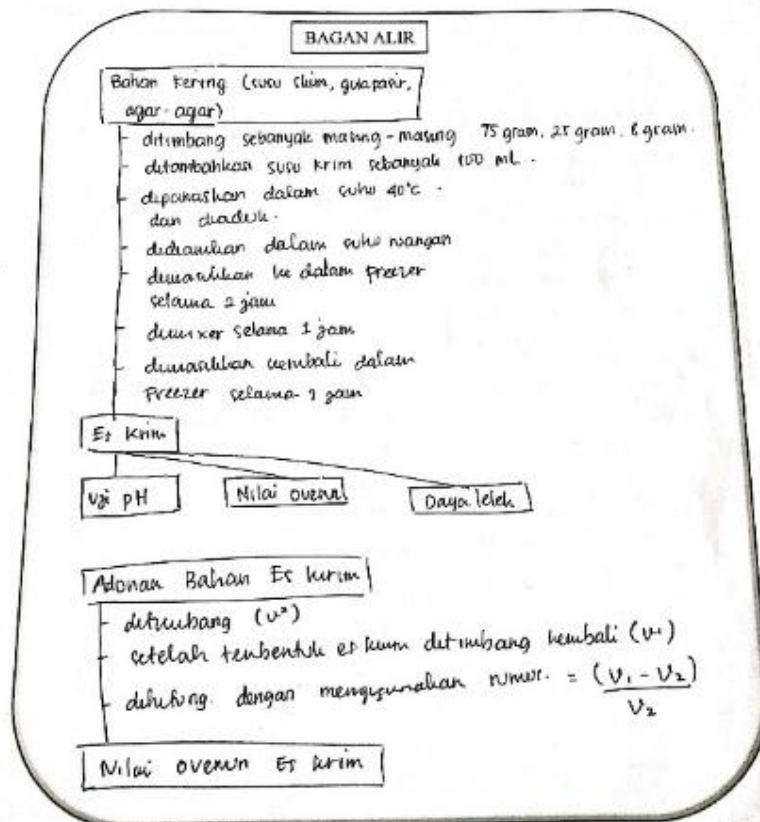 BAGAN ALIR
Bahan kering (susu skim, gula pasir,
agar-agar)
- ditimbang sebanyak masing-masing 75 gram, 25 gram, 8 gram.
- ditambahkan susu krim sebanyak 100 mL.
- dipanaskan dalam suhu 40°c.
dan diaduk.
- didiamkan dalam suhu ruangan
- dimasukkan ke dalam freezer
selama 2 jam
- dimixer selama 1 jam
- dimasukkan kembali dalam
Freezer selama 1 jam
Es Krim
Uji pH
Nilai overun
Daya leleh
Adonan Bahan Es krim
- ditimbang (v²)
- setelah terbentuk es krim ditimbang kembali (v¹)
- dihitung dengan menggunakan rumus. = (V₁ - V₂)
V₂
Nilai overun Es krim